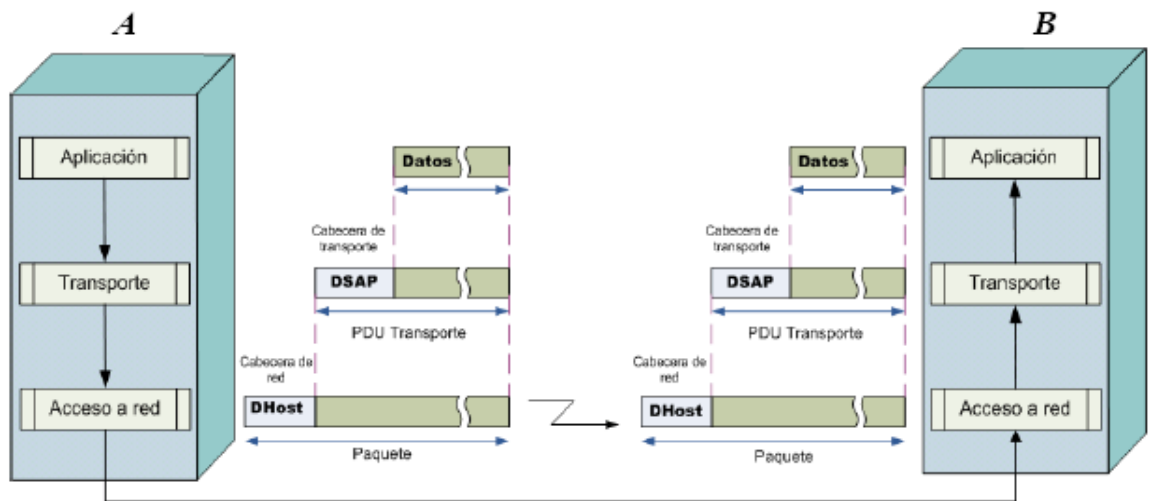 A
B
Aplicación
Datos
Datos
Aplicación
Cabecera de
transporte
Cabecera de
transporte
Transporte
DSAP
DSAP
Transporte
PDU Transporte
PDU Transporte
Cabecera de
red
Cabecera de
red
Acceso a red
DHost
DHost
Acceso a red
Paquete
Paquete